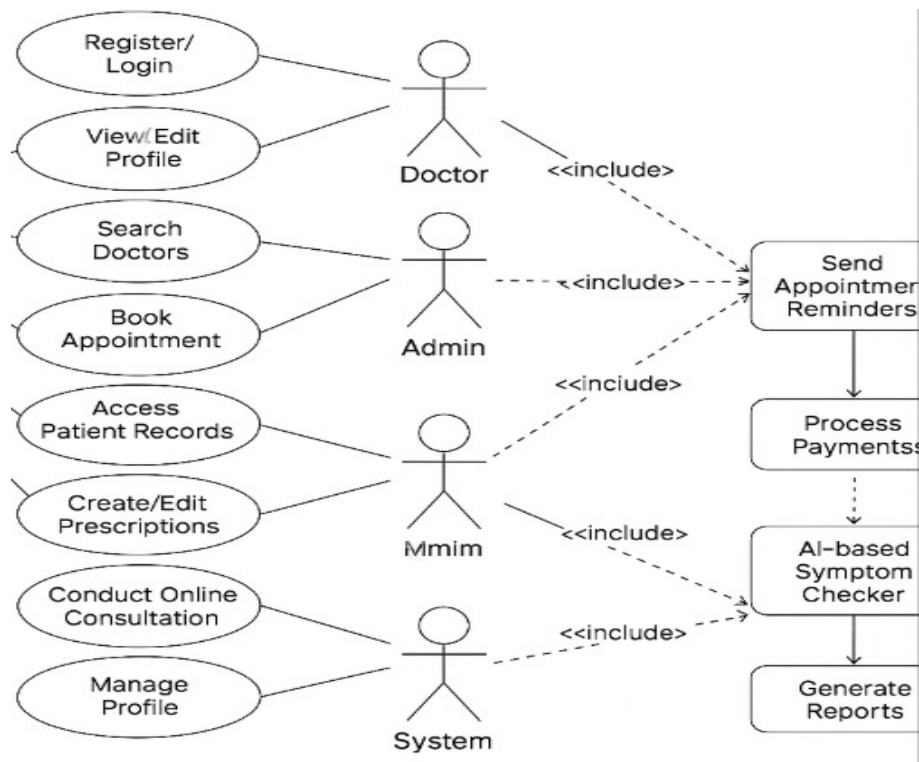 Register/
Login
View/Edit
Profile
Doctor
<<include>
Search
Doctors
Admin
<<include>
Send
Appointmen
Reminders
Book
Appointment
<<inciude>
Access
Patient Records
Process
Paymentss
Create/Edit
Prescriptions
Mmim
<<include>
AI-based
Symptom
Checker
Conduct Online
Consultation
<<include>
Manage
Profile
System
Generate
Reports